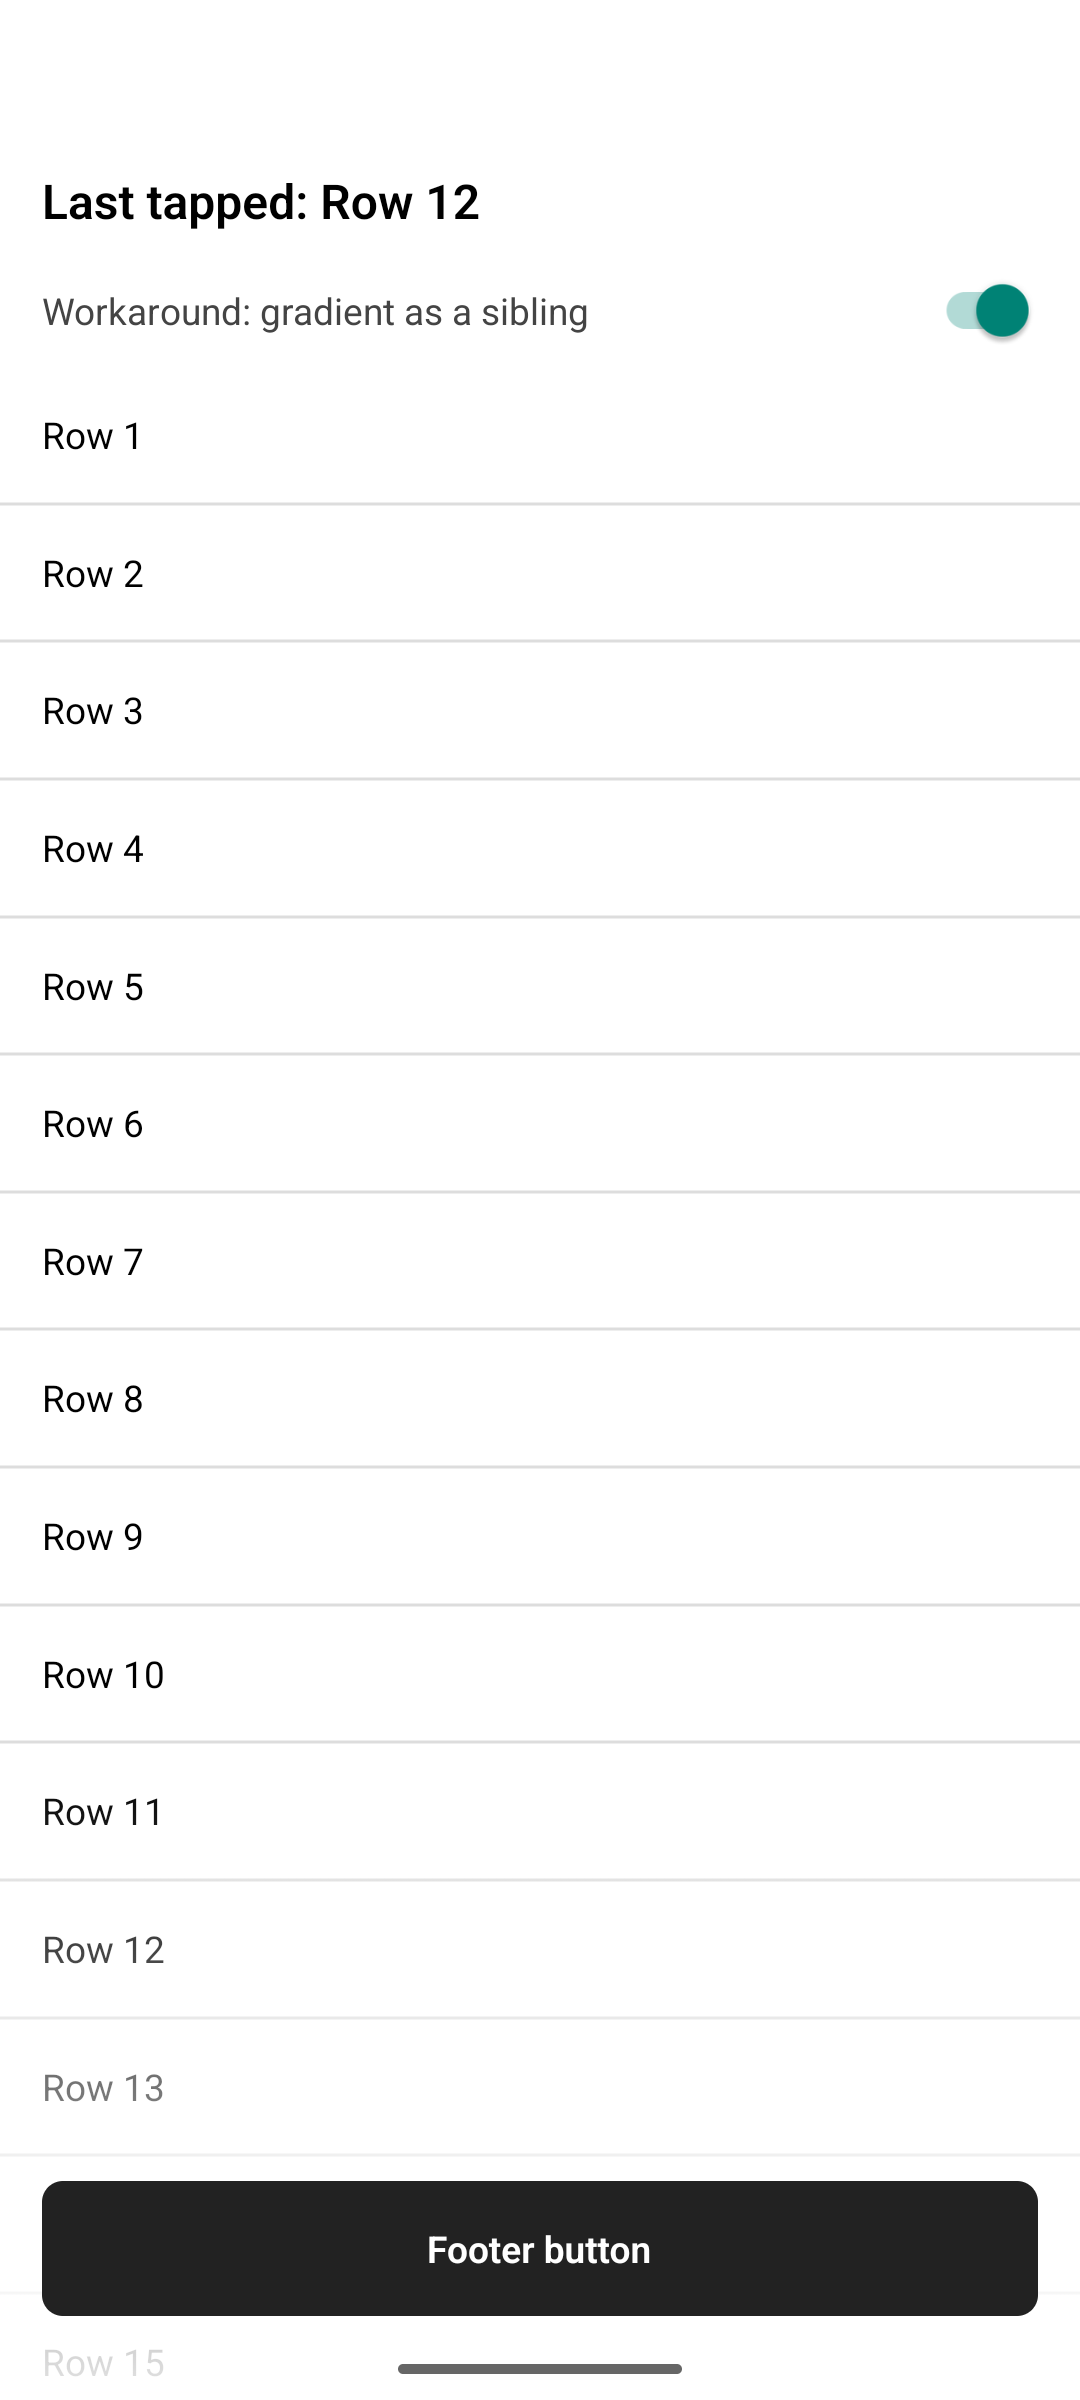 Last tapped: Row 12
Workaround: gradient as a sibling
Row 1
Row 2
Row 3
Row 4
Row 5
Row 6
Row 7
Row 8
Row 9
Row 10
Row 11
Row 12
Row 13
Footer button
Row 15